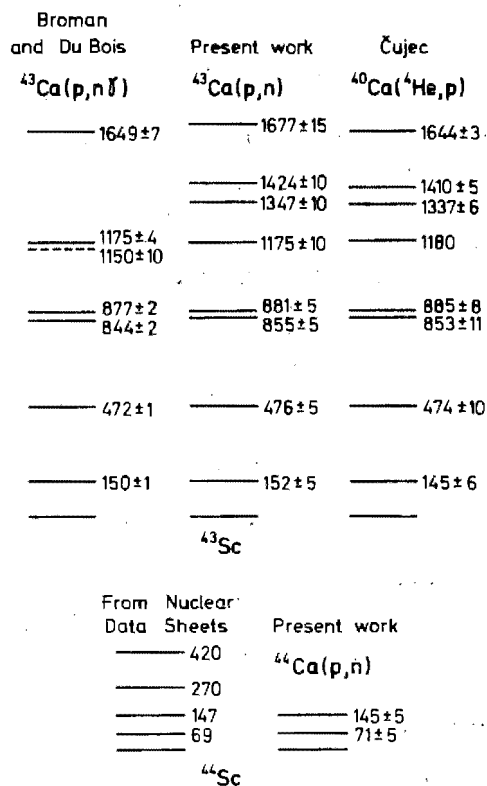 Broman
and Du Bois
⁴³Ca(p,nɣ)
1649±7
1175±4
1150±10
877±2
844±2
472±1
150±1
Present work
⁴³Ca(p,n)
1677±15
1424±10
1347±10
1175±10
881±5
855±5
476±5
152±5
Čujec
⁴⁰Ca(⁴He,p)
1644±3
1410±5
1337±6
1180
885±8
853±11
474±10
145±6
⁴³Sc
From Nuclear
Data Sheets
420
270
147
69
Present work
⁴⁴Ca(p,n)
145±5
71±5
⁴⁴Sc